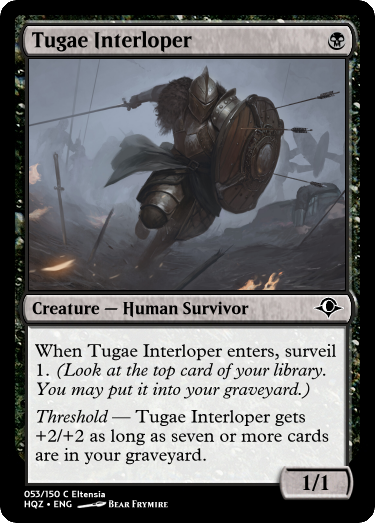 Tugae Interloper
Creature — Human Survivor
When Tugae Interloper enters, surveil
1. (Look at the top card of your library.
You may put it into your graveyard.)
Threshold — Tugae Interloper gets
+2/+2 as long as seven or more cards
are in your graveyard.
1/1
053/150 C Eltensia
HQZ • ENG Bear Frymire